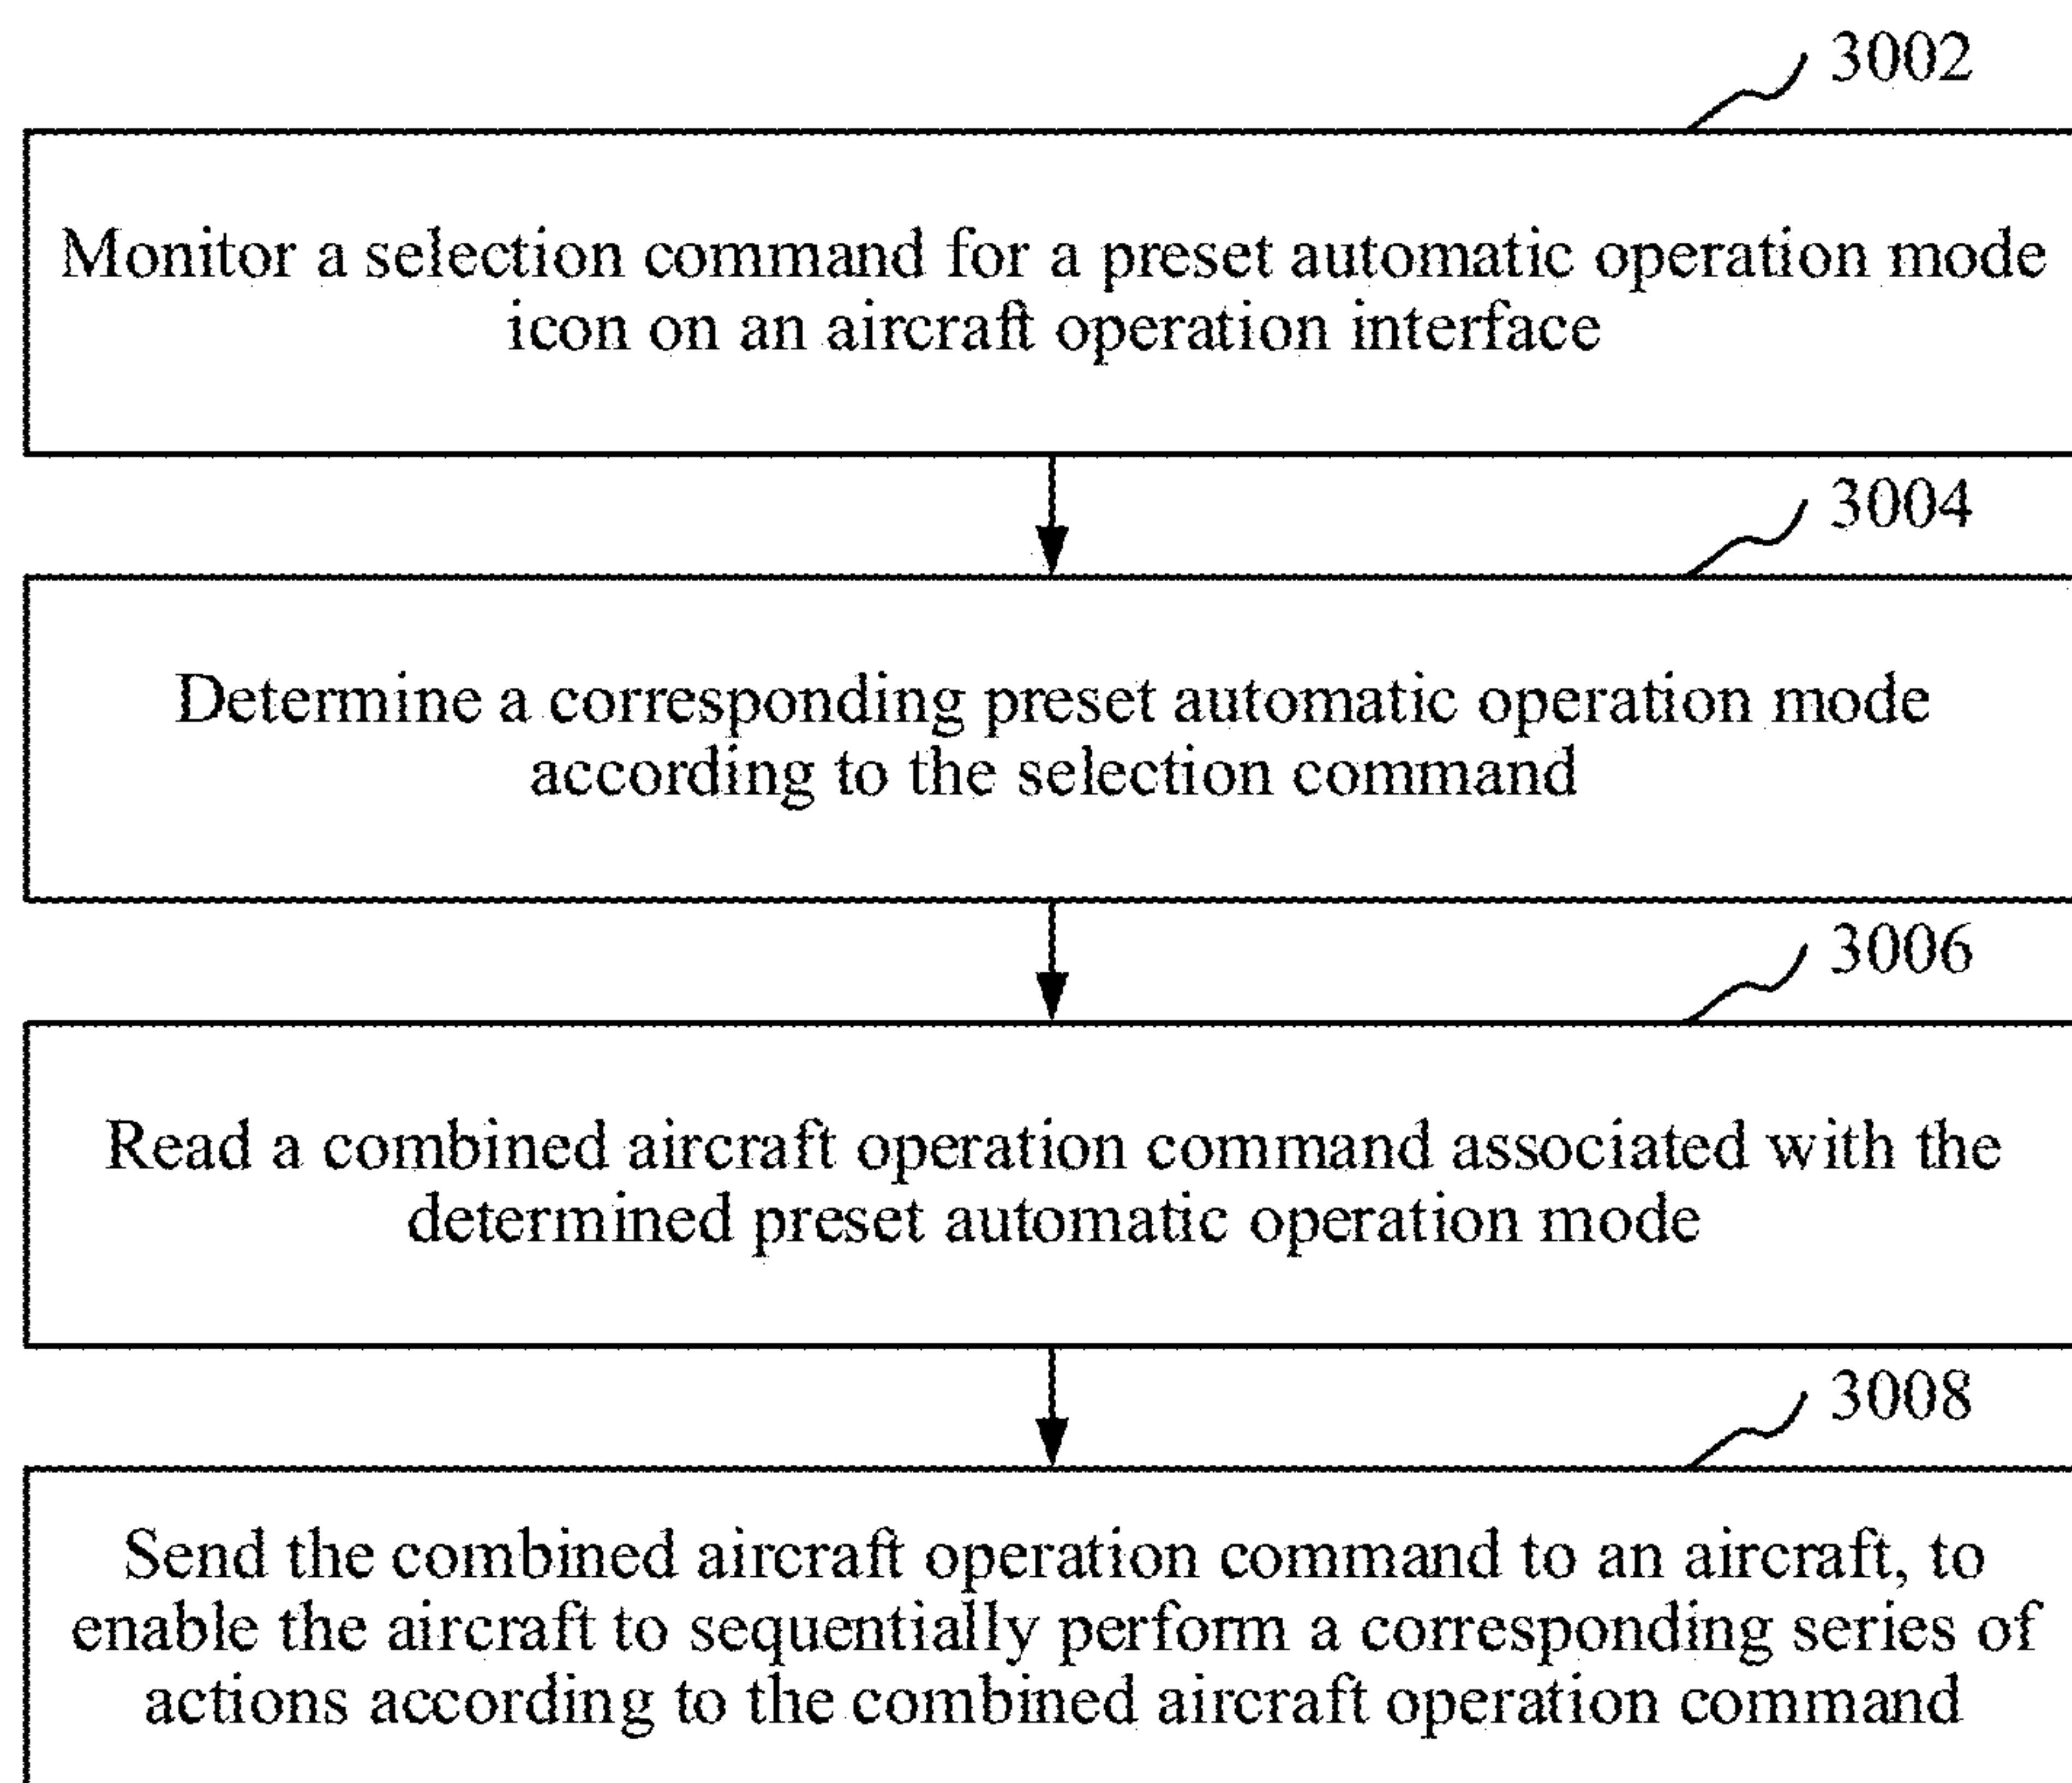 3002
Monitor a selection command for a preset automatic operation mode
icon on an aircraft operation interface
3004
Determine a corresponding preset automatic operation mode
according to the selection command
3006
Read a combined aircraft operation command associated with the
determined preset automatic operation mode
3008
Send the combined aircraft operation command to an aircraft, to
enable the aircraft to sequentially perform a corresponding series of
actions according to the combined aircraft operation command